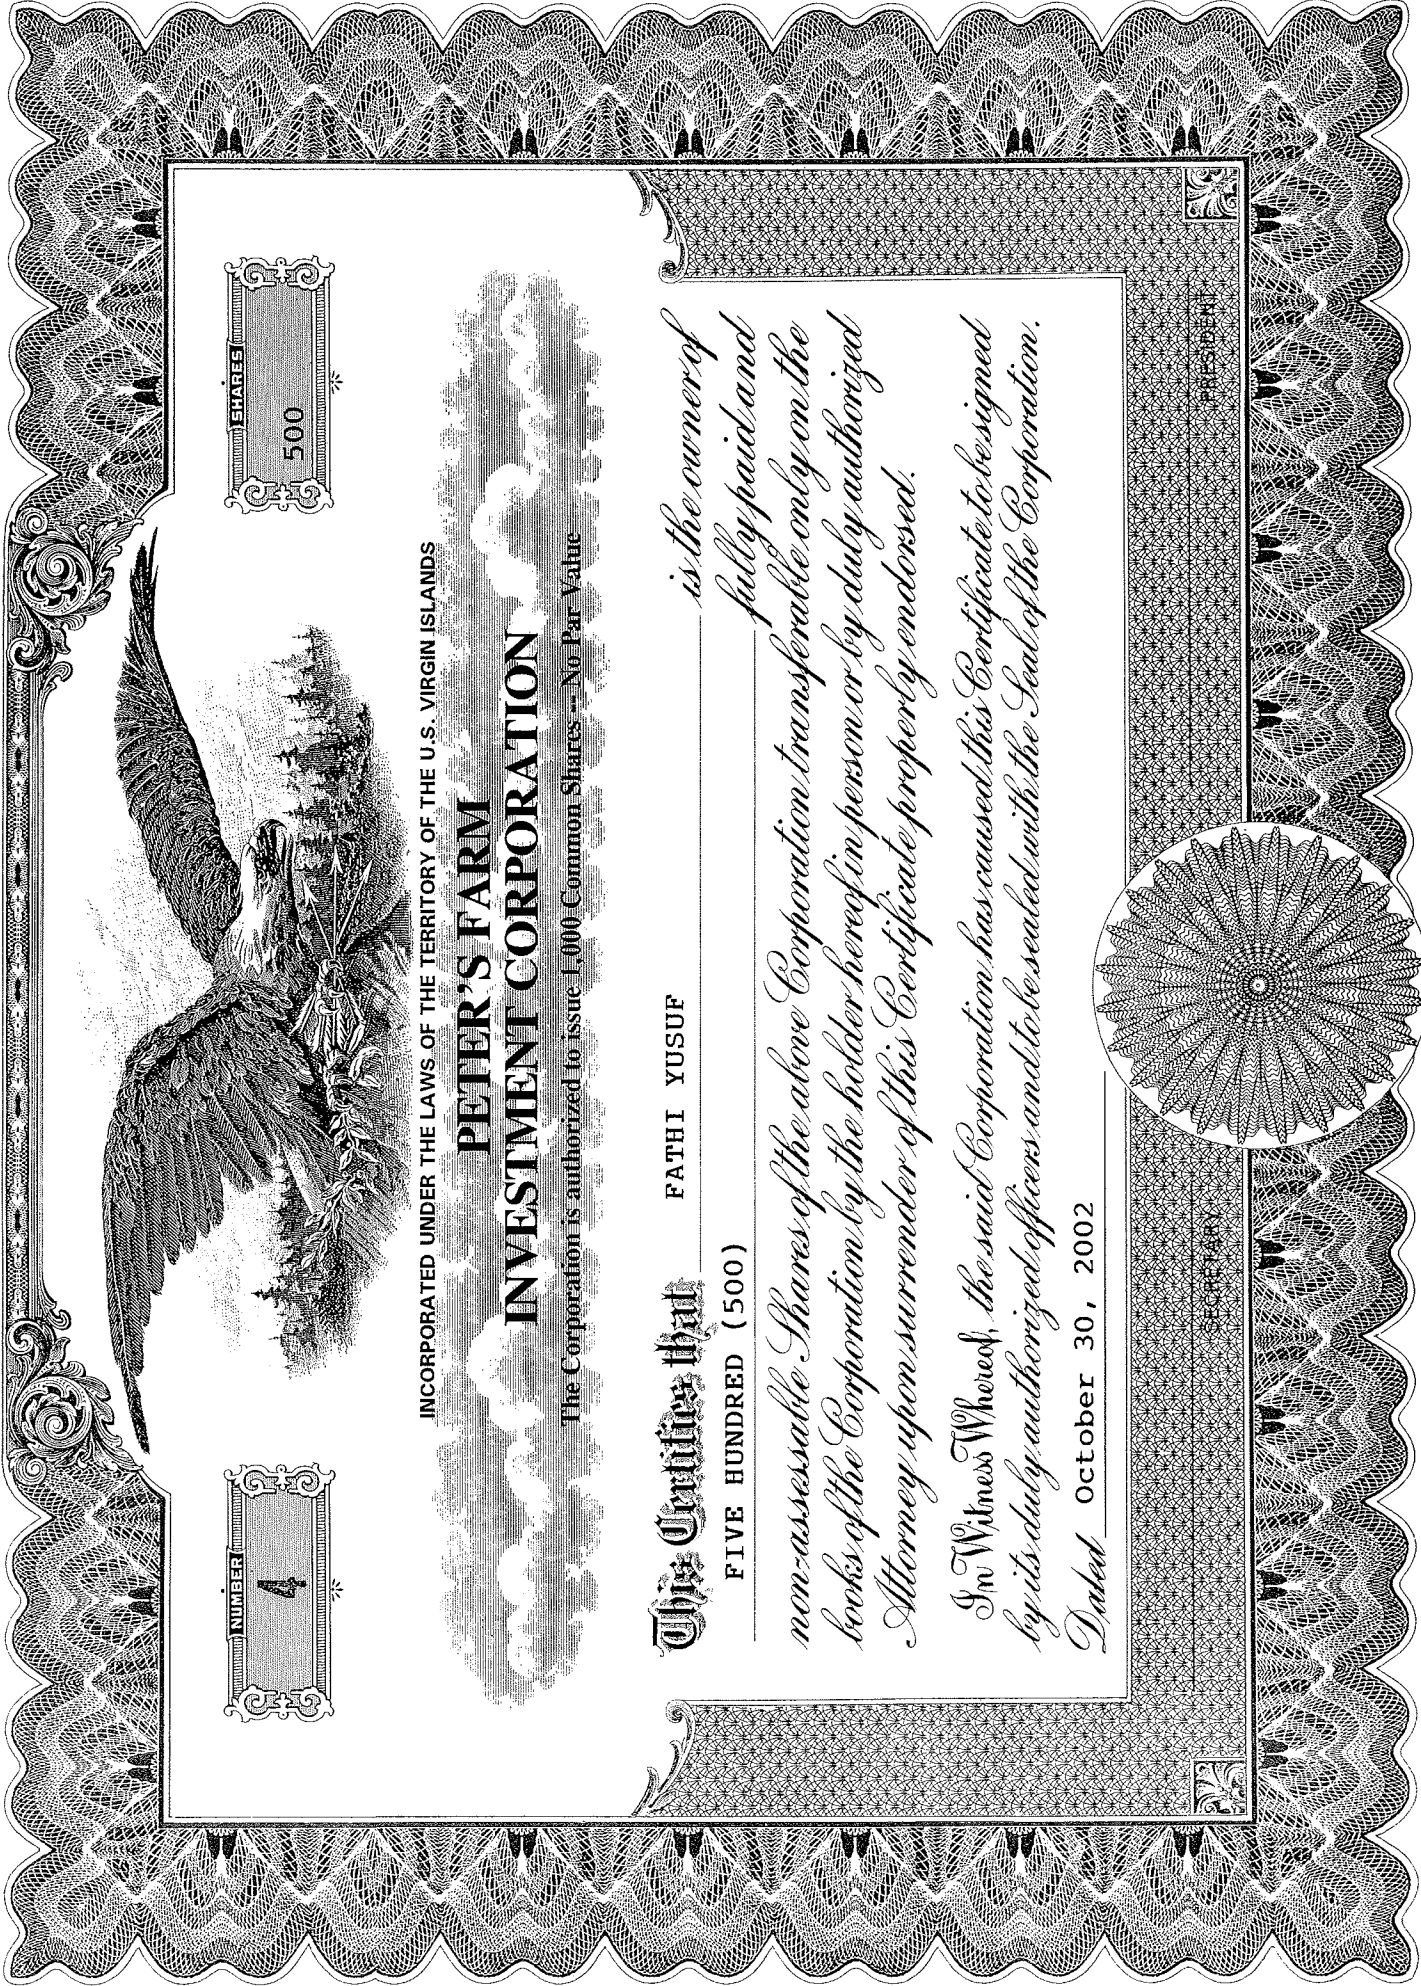 NUMBER
4
SHARES
500
INCORPORATED UNDER THE LAWS OF THE TERRITORY OF THE U.S. VIRGIN ISLANDS
PETER'S FARM
INVESTMENT CORPORATION
The Corporation is authorized to issue 1,000 Common Shares -- No Par Value
This Certifies that FATHI YUSUF is the owner of
FIVE HUNDRED (500) fully paid and
non-assessable Shares of the above Corporation transferable only on the
books of the Corporation by the holder hereof in person or by duly authorized
Attorney upon surrender of this Certificate properly endorsed.
In Witness Whereof, the said Corporation has caused this Certificate to be signed
by its duly authorized officers and to be sealed with the Seal of the Corporation.
Dated October 30, 2002
SECRETARY
PRESIDENT